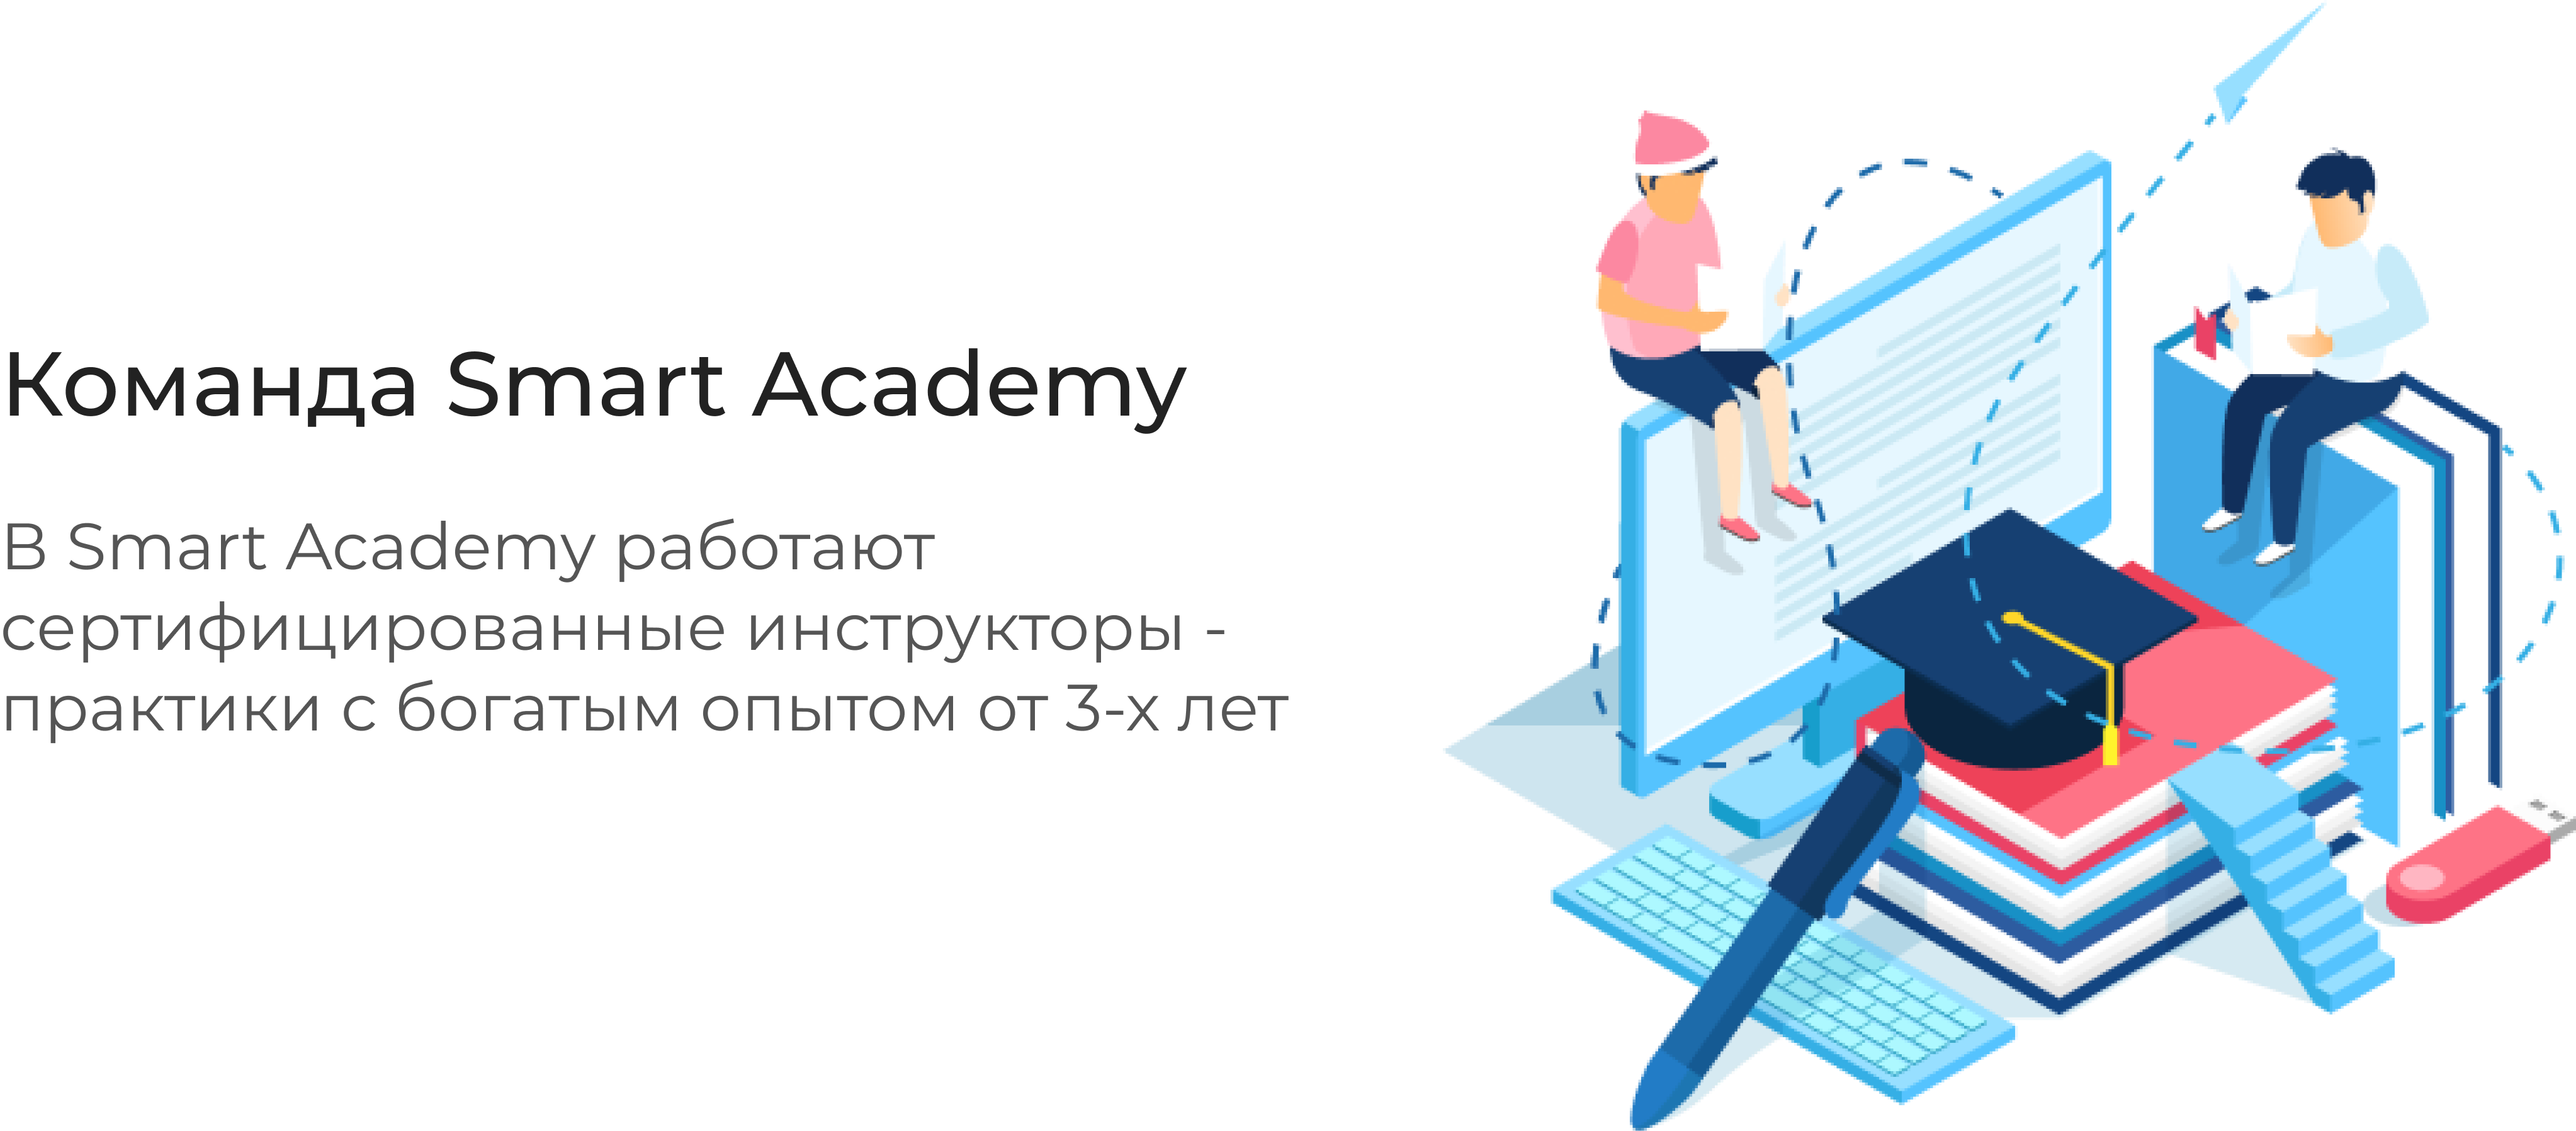 Команда Smart Academy
В Smart Academy работают
сертифицированные инструкторы -
практики с богатым опытом от 3-х лет